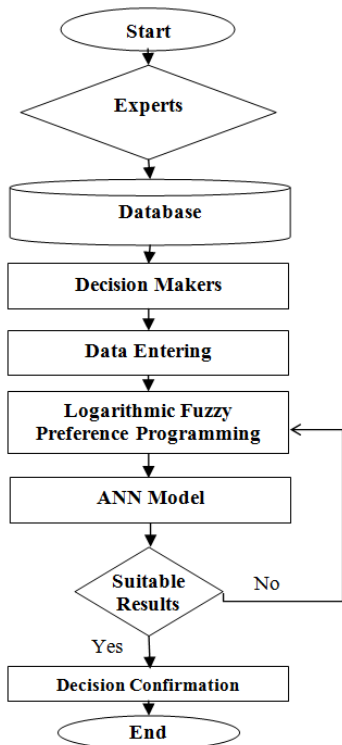 Start
Experts
Database
Decision Makers
Data Entering
Logarithmic Fuzzy
Preference Programming
ANN Model
Suitable
Results
No
Yes
Decision Confirmation
End